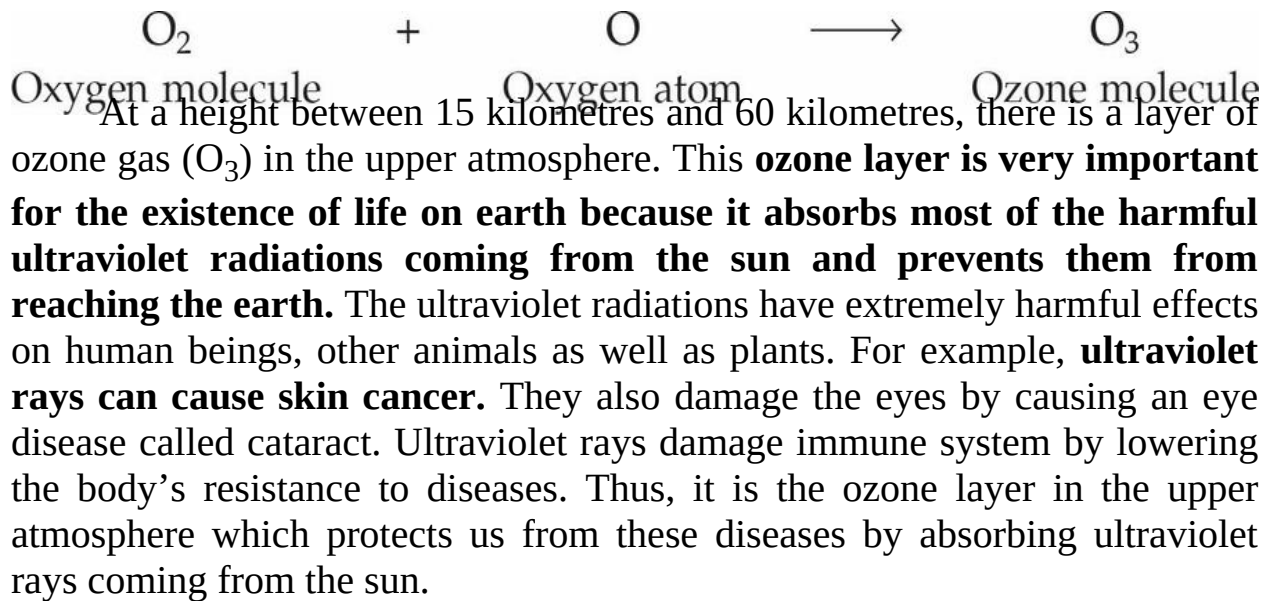 O₂ + O ⟶ O₃
Oxygen molecule Oxygen atom Ozone molecule
At a height between 15 kilometres and 60 kilometres, there is a layer of
ozone gas (O₃) in the upper atmosphere. This ozone layer is very important
for the existence of life on earth because it absorbs most of the harmful
ultraviolet radiations coming from the sun and prevents them from
reaching the earth. The ultraviolet radiations have extremely harmful effects
on human beings, other animals as well as plants. For example, ultraviolet
rays can cause skin cancer. They also damage the eyes by causing an eye
disease called cataract. Ultraviolet rays damage immune system by lowering
the body’s resistance to diseases. Thus, it is the ozone layer in the upper
atmosphere which protects us from these diseases by absorbing ultraviolet
rays coming from the sun.